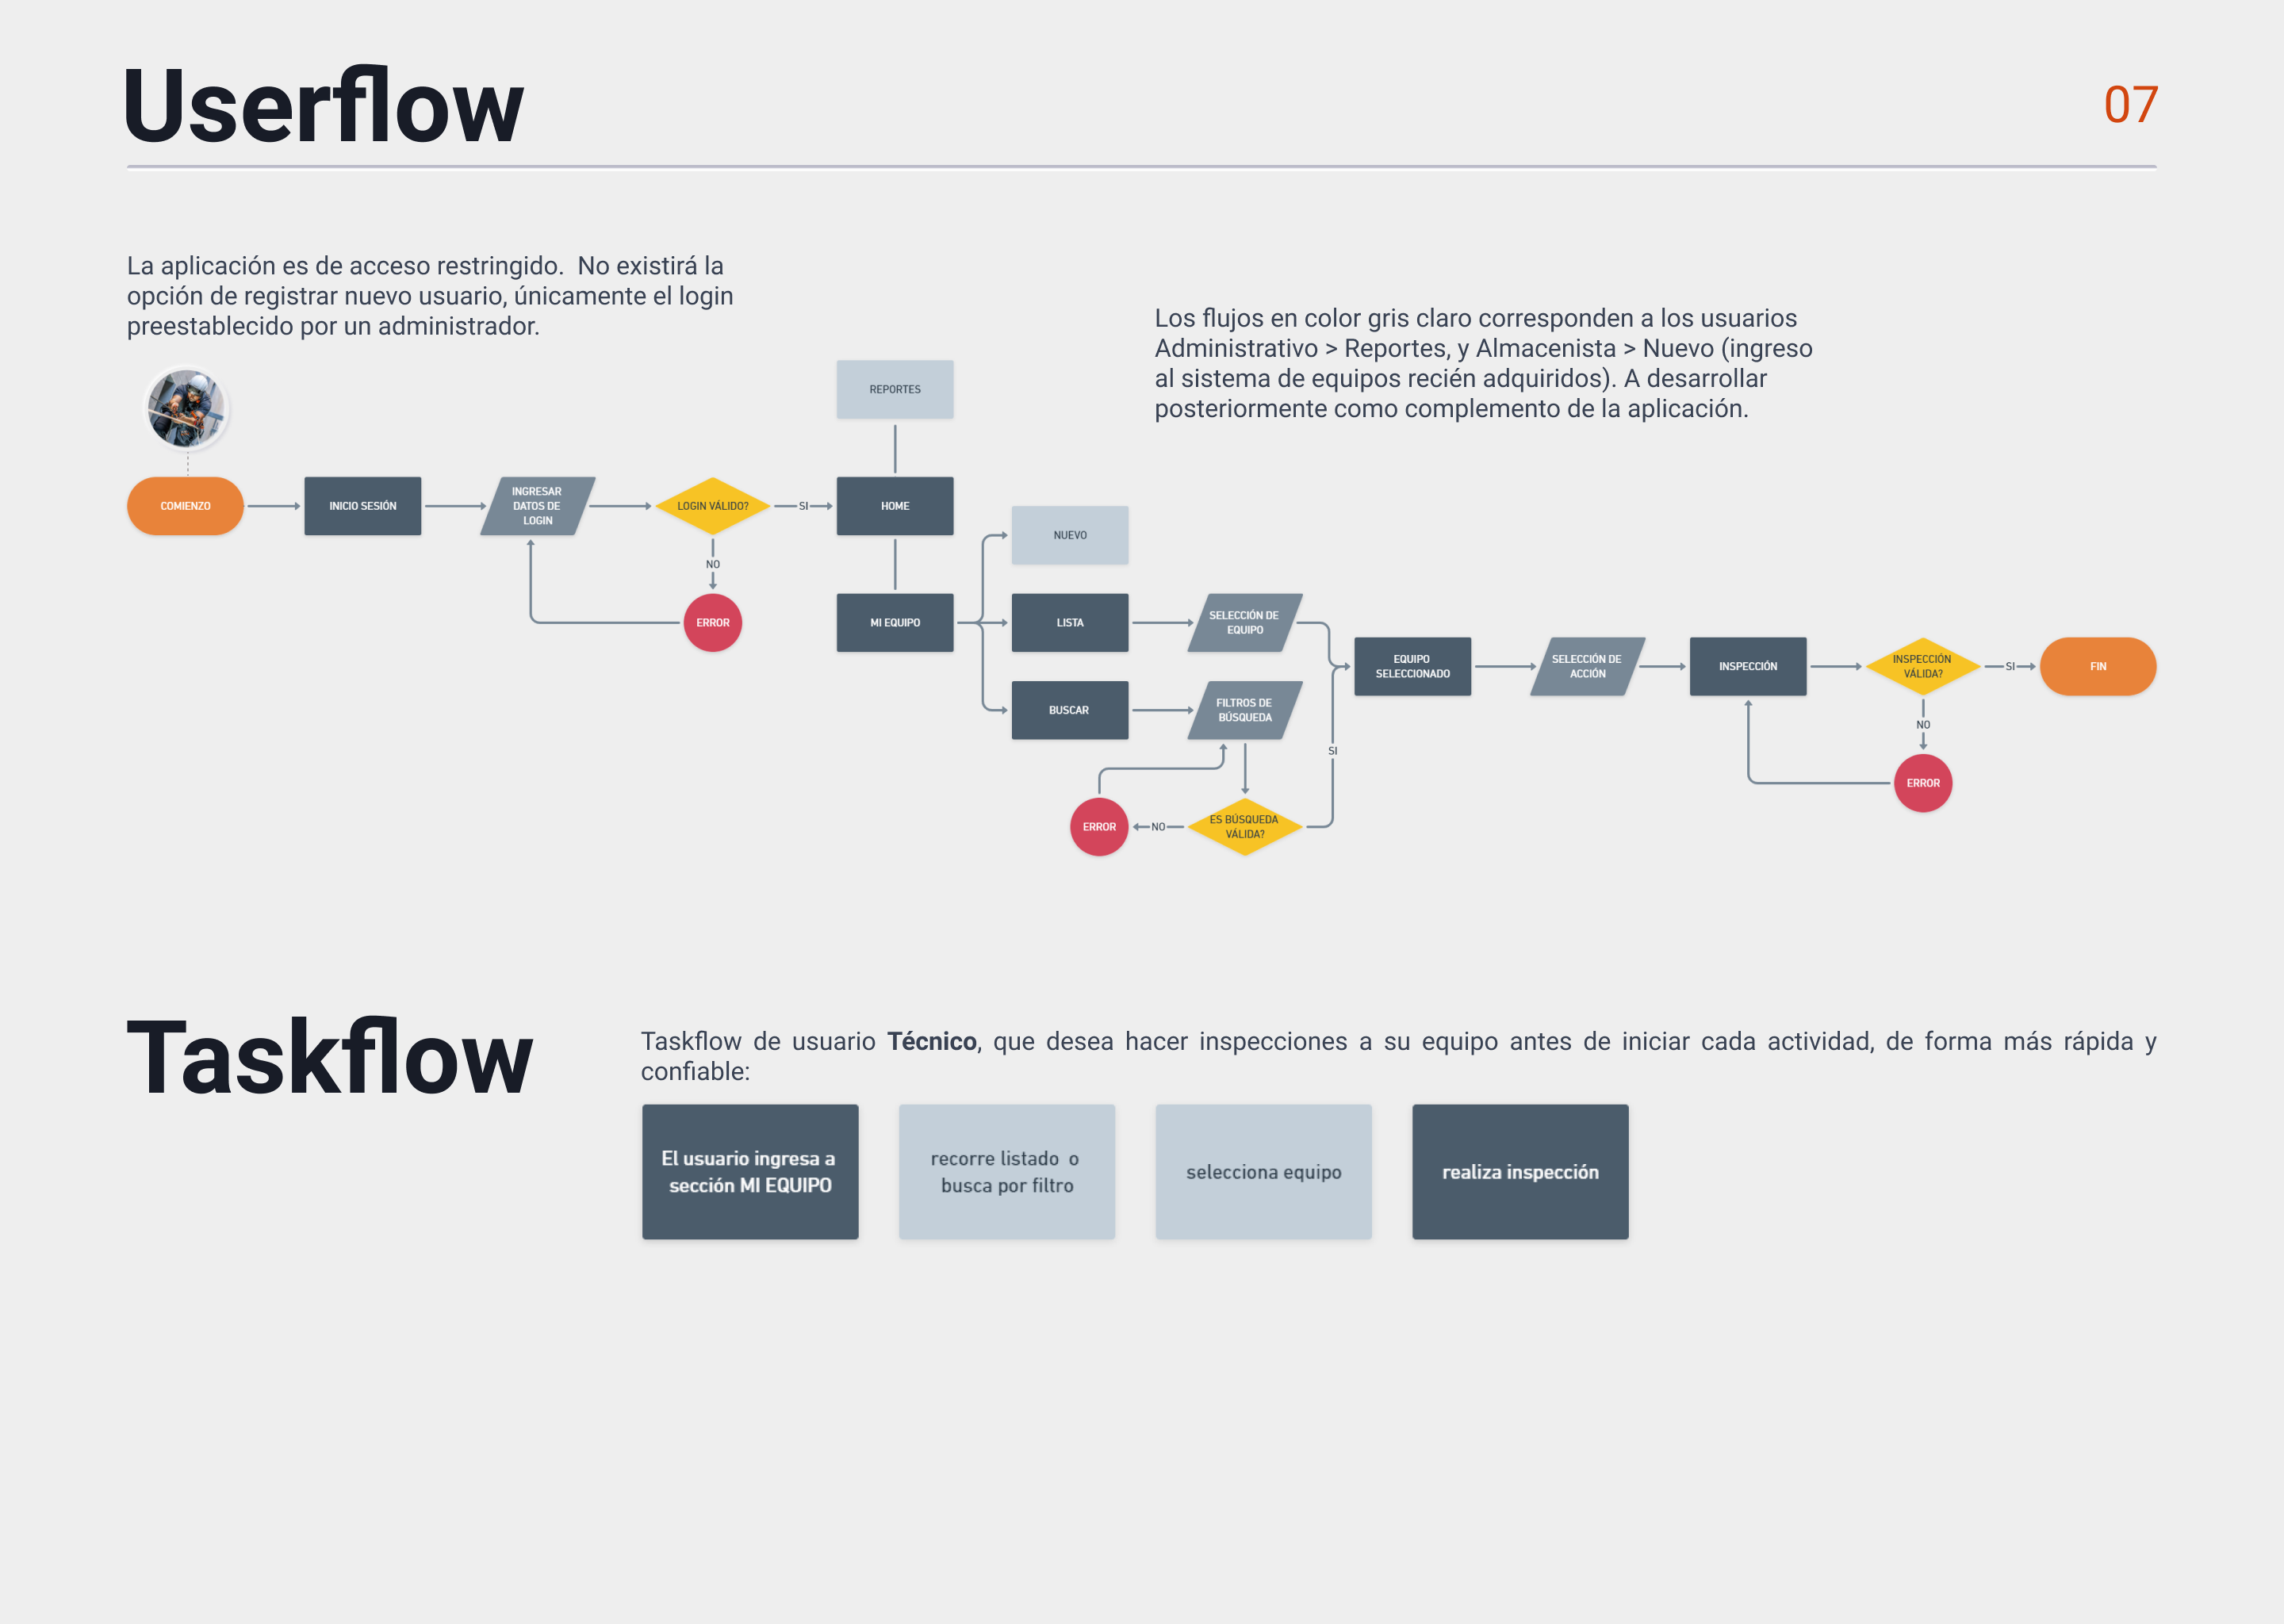 Userflow
07
La aplicación es de acceso restringido.  No existirá la
opción de registrar nuevo usuario, únicamente el login
preestablecido por un administrador.
Los flujos en color gris claro corresponden a los usuarios
Administrativo > Reportes, y Almacenista > Nuevo (ingreso
al sistema de equipos recién adquiridos). A desarrollar
posteriormente como complemento de la aplicación.
REPORTES
COMIENZO
INICIO SESIÓN
INGRESAR
DATOS DE
LOGIN
LOGIN VÁLIDO?
SI
HOME
NO
ERROR
NUEVO
MI EQUIPO
LISTA
SELECCIÓN DE
EQUIPO
BUSCAR
FILTROS DE
BÚSQUEDA
SI
ERROR
NO
ES BÚSQUEDA
VÁLIDA?
EQUIPO
SELECCIONADO
SELECCIÓN DE
ACCIÓN
INSPECCIÓN
INSPECCIÓN
VÁLIDA?
SI
FIN
NO
ERROR
Taskflow
Taskflow de usuario Técnico, que desea hacer inspecciones a su equipo antes de iniciar cada actividad, de forma más rápida y
confiable:
El usuario ingresa a
sección MI EQUIPO
recorre listado  o
busca por filtro
selecciona equipo
realiza inspección